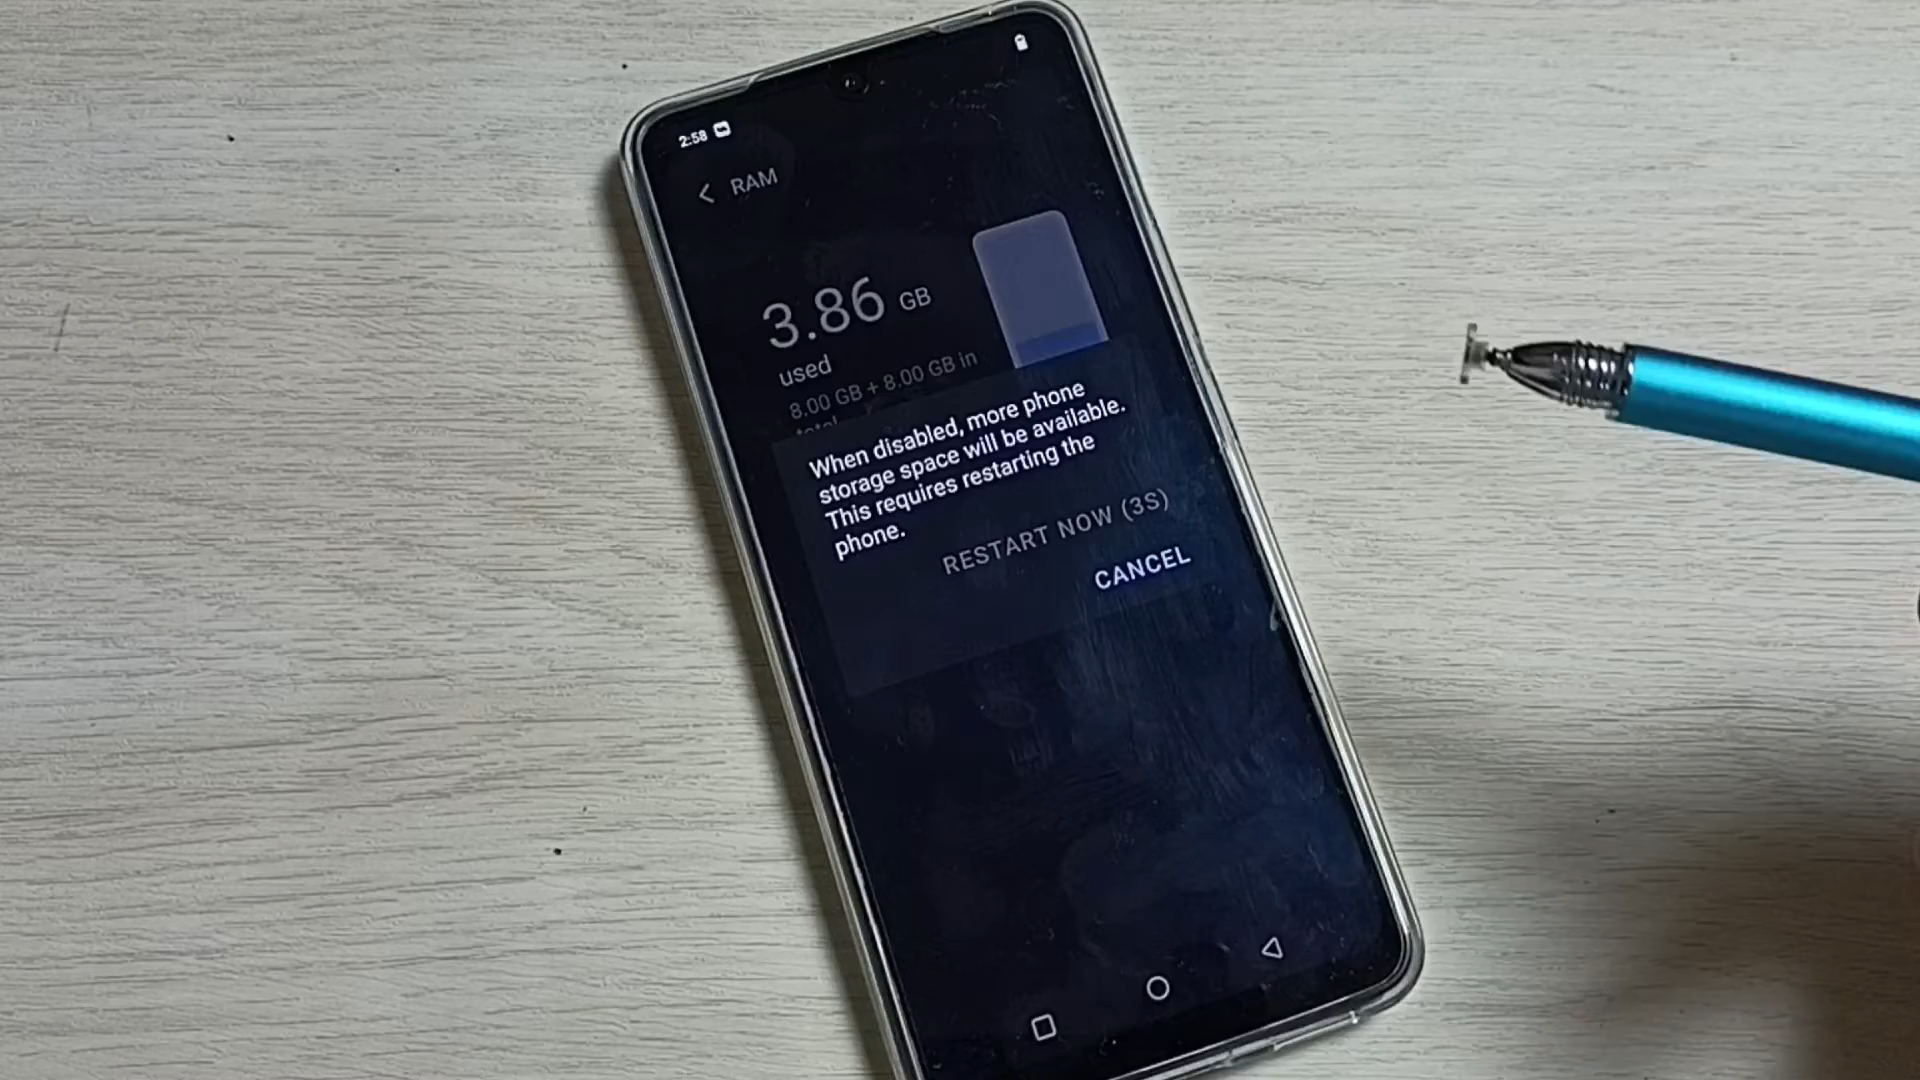 2:58
RAM
3.86 GB
used
8.00 GB + 8.00 GB in
total
When disabled, more phone
storage space will be available.
This requires restarting the
phone.
RESTART NOW (3S)
CANCEL